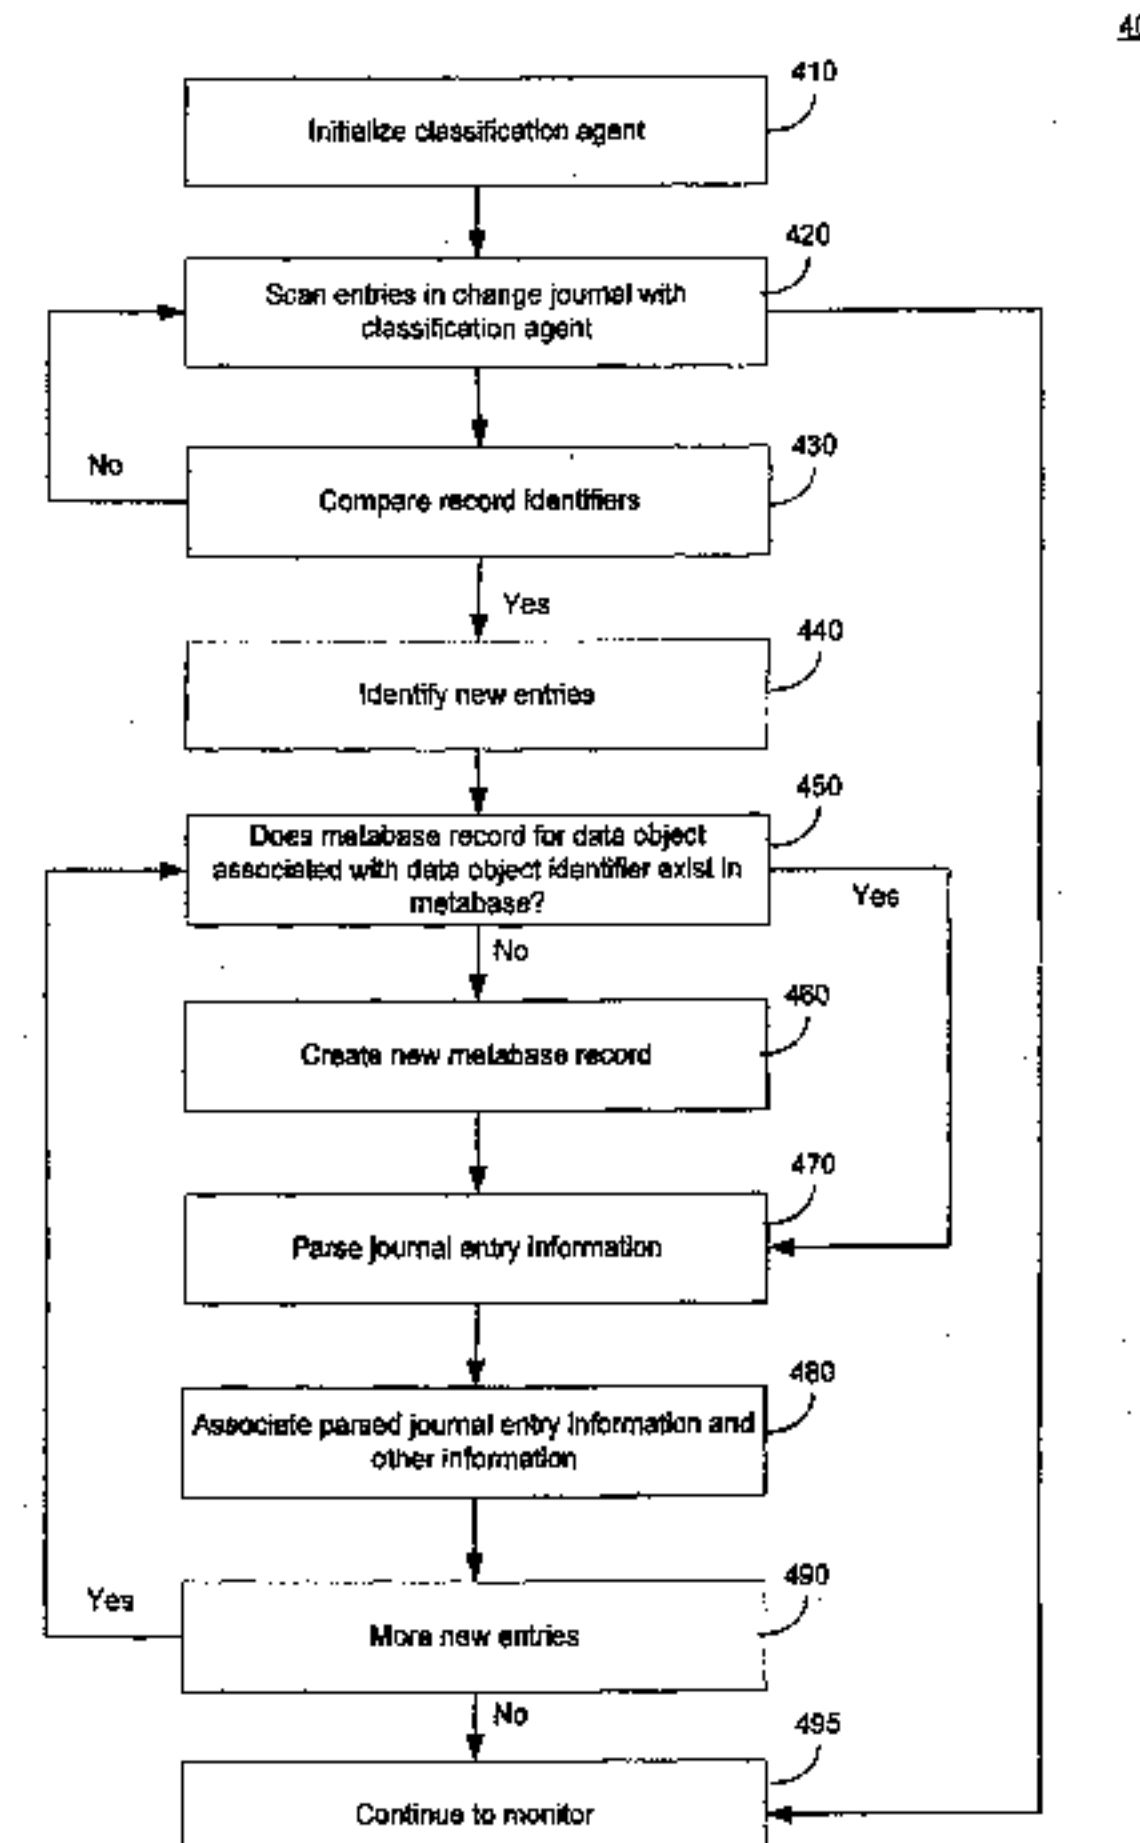 40
410
Initialize classification agent
420
Scan entries in change journal with
classification agent
No
430
Compare record identifiers
Yes
440
Identify new entries
450
Does metabase record for data object
associated with data object identifier exist in
metabase?
Yes
No
460
Create new metabase record
470
Parse journal entry information
480
Associate parsed journal entry information and
other information
490
Yes
More new entries
No
495
Continue to monitor